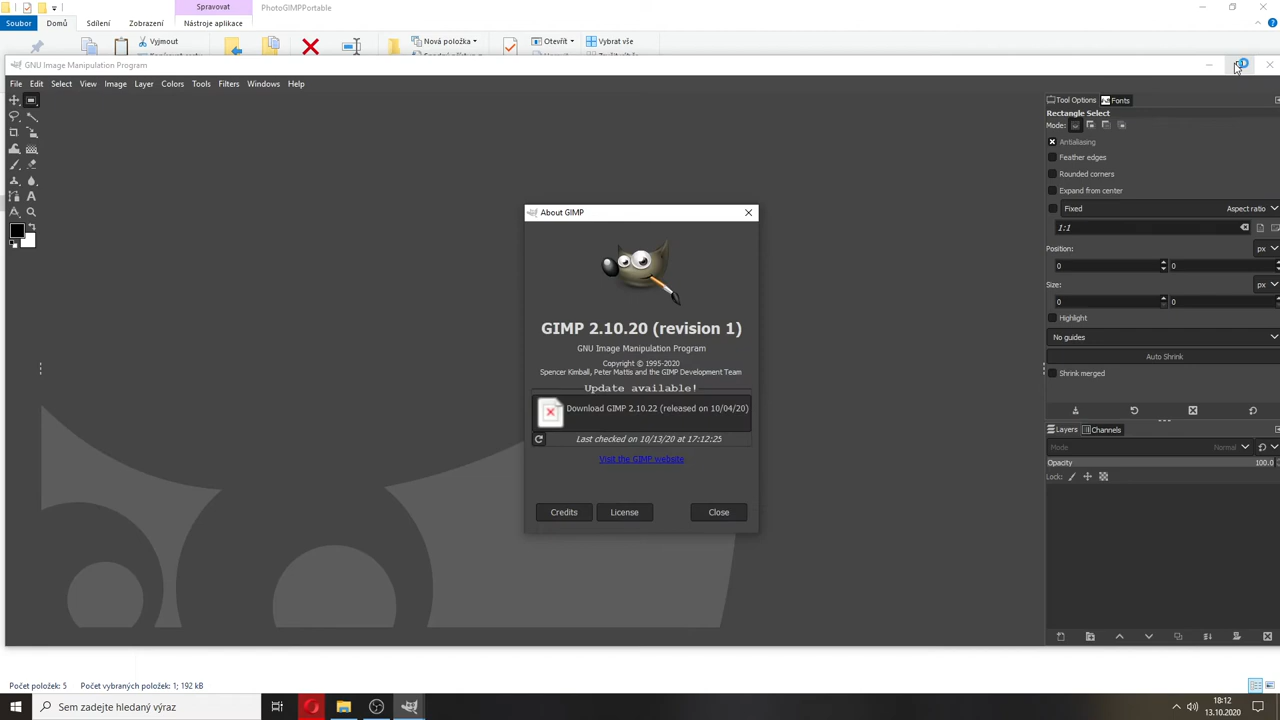 Spravovat
PhotoGIMPPortable
Soubor
Domů
Sdílení
Zobrazení
Nástroje aplikace
Vyjmout
Nová položka
Otevřít
Vybrat vše
GNU Image Manipulation Program
File Edit Select View Image Layer Colors Tools Filters Windows Help
Tool Options
Fonts
Rectangle Select
Mode:
Antialiasing
Feather edges
Rounded corners
Expand from center
Fixed
Aspect ratio
1:1
Position:
px
0
0
Size:
px
0
0
Highlight
No guides
Auto Shrink
Shrink merged
Layers
Channels
Mode
Normal
Opacity
100.0
Lock:
About GIMP
GIMP 2.10.20 (revision 1)
GNU Image Manipulation Program
Copyright © 1995-2020
Spencer Kimball, Peter Mattis and the GIMP Development Team
Update available!
Download GIMP 2.10.22 (released on 10/04/20)
Last checked on 10/13/20 at 17:12:25
Visit the GIMP website
Credits
License
Close
Počet položek: 5
Počet vybraných položek: 1; 192 kB
Sem zadejte hledaný výraz
18:12
13.10.2020